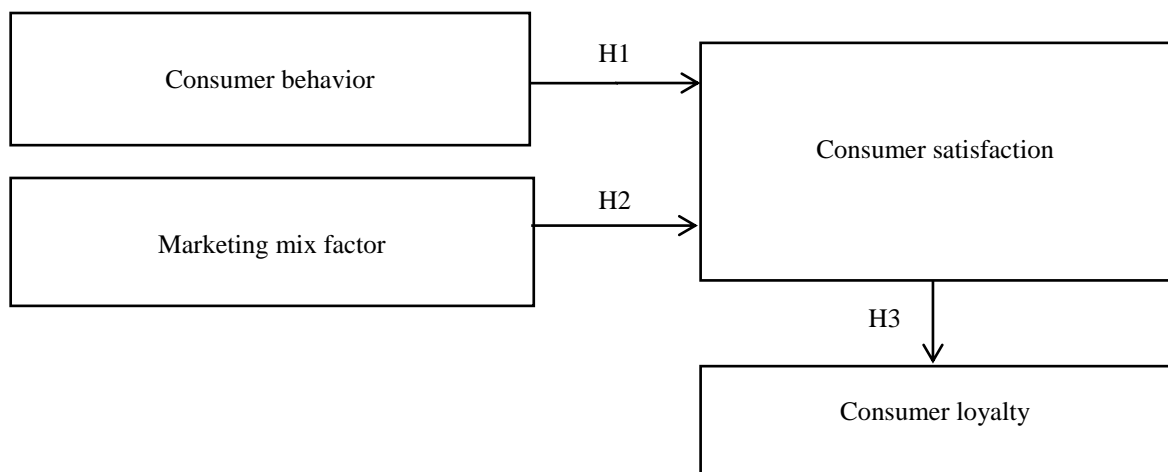 H1
Consumer behavior
Consumer satisfaction
H2
Marketing mix factor
H3
Consumer loyalty